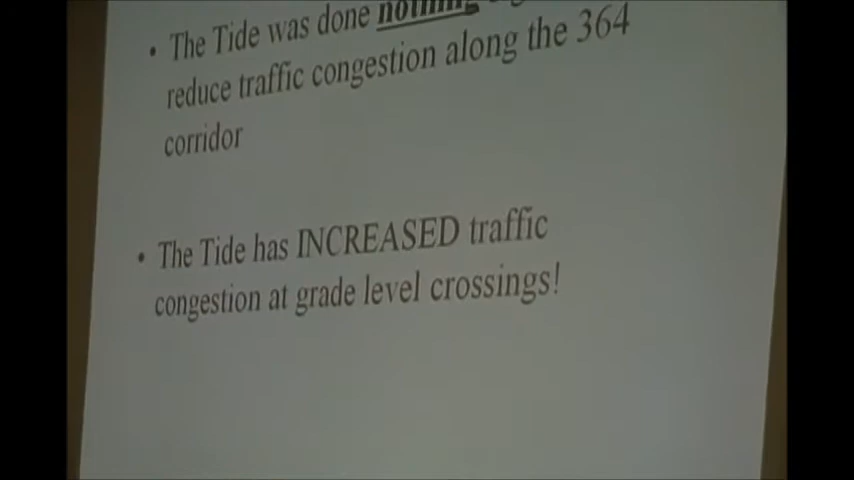 • The Tide was done nothing
reduce traffic congestion along the 364
corridor
• The Tide has INCREASED traffic
congestion at grade level crossings!